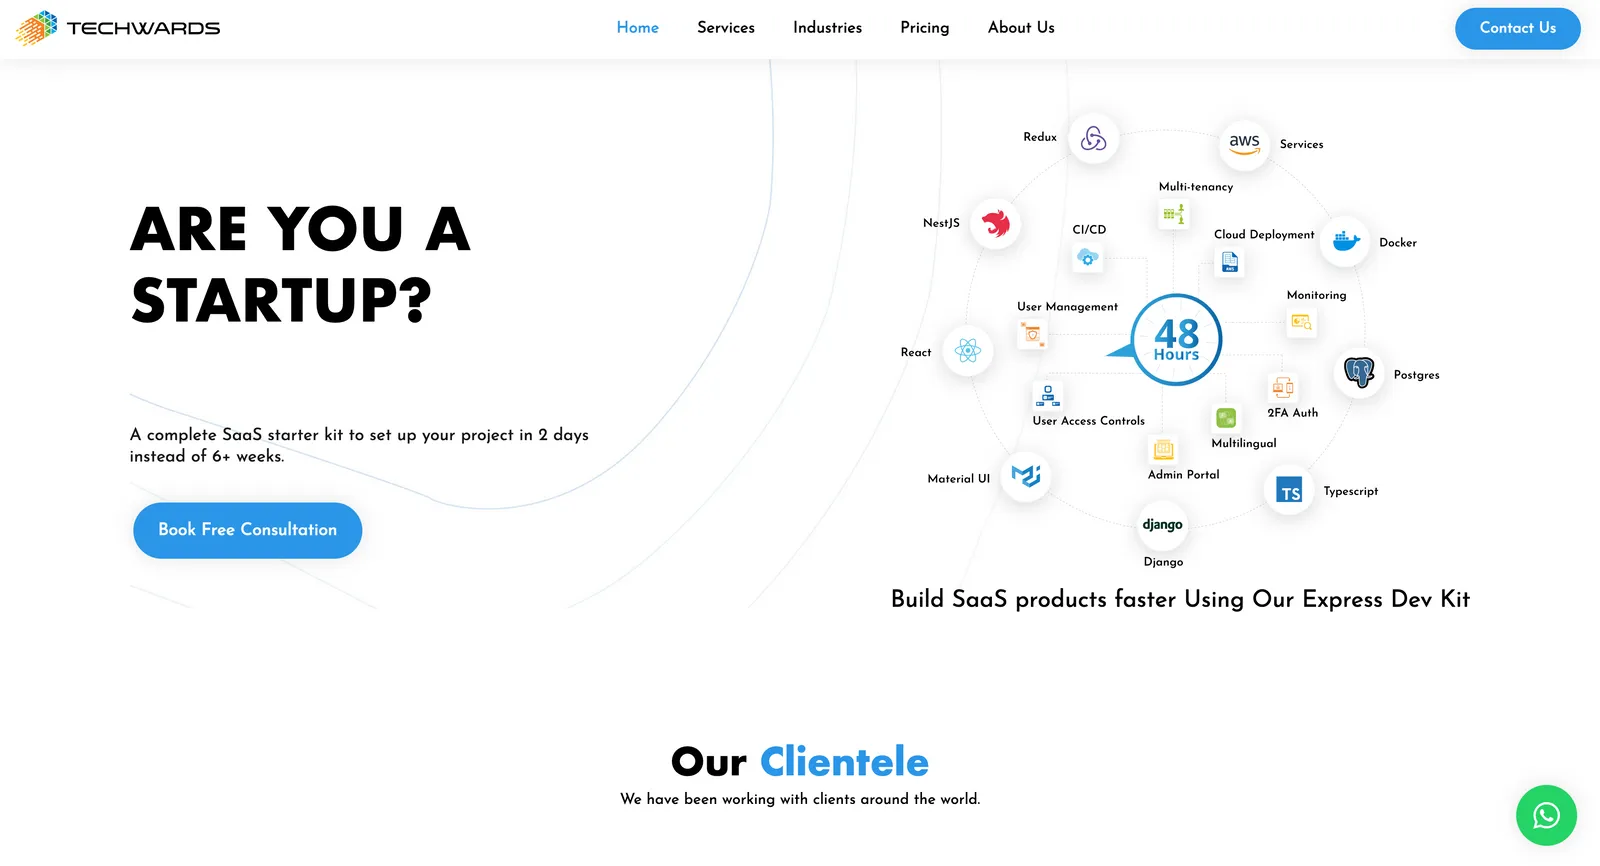 TECHWARDS
Home
Services
Industries
Pricing
About Us
Contact Us
ARE YOU A
STARTUP?
A complete SaaS starter kit to set up your project in 2 days
instead of 6+ weeks.
Book Free Consultation
Redux
aws
Services
Multi-tenancy
NestJS
CI/CD
Cloud Deployment
AWS
Docker
User Management
Monitoring
48
Hours
React
Postgres
User Access Controls
2FA Auth
Multilingual
Admin Portal
Material UI
TS
Typescript
django
Django
Build SaaS products faster Using Our Express Dev Kit
Our Clientele
We have been working with clients around the world.